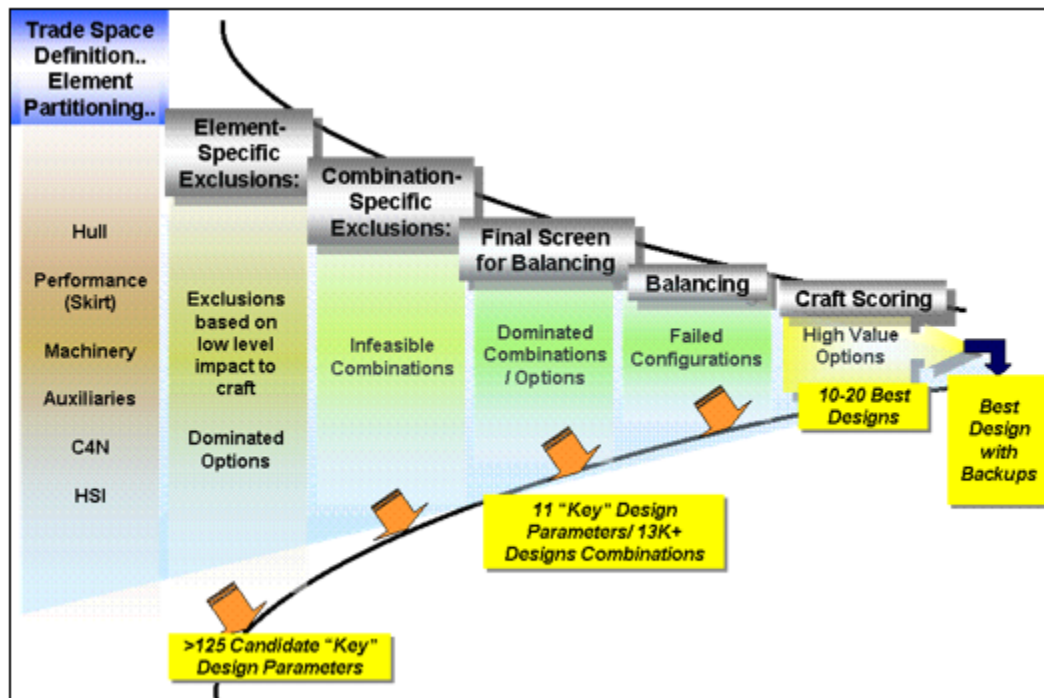 Trade Space
Definition..
Element
Partitioning..
Hull
Performance
(Skirt)
Machinery
Auxiliaries
C4N
HSI
Element-
Specific
Exclusions:
Exclusions
based on
low level
impact to
craft
Dominated
Options
Combination-
Specific
Exclusions:
Infeasible
Combinations
Final Screen
for Balancing
Dominated
Combinations
/ Options
Balancing
Failed
Configurations
Craft Scoring
High Value
Options
10-20 Best
Designs
Best
Design
with
Backups
11 “Key” Design
Parameters/ 13K+
Designs Combinations
>125 Candidate “Key”
Design Parameters